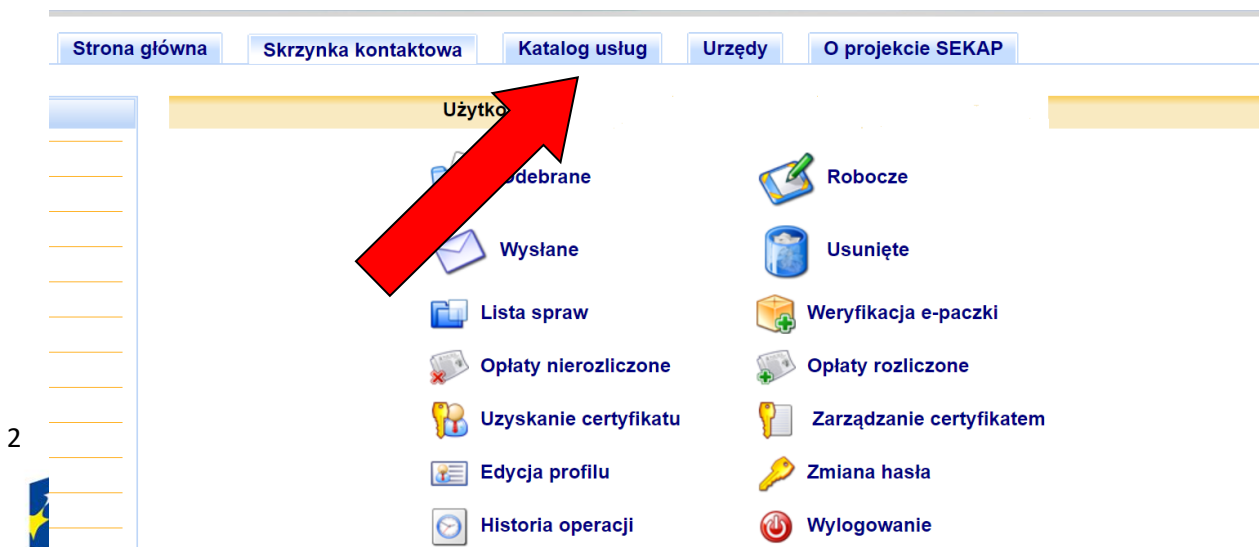 Strona główna Skrzynka kontaktowa Katalog usług Urzędy O projekcie SEKAP
Odebrane Robocze
Wysłane Usunięte
Lista spraw Weryfikacja e-paczki
Opłaty nierozliczone Opłaty rozliczone
Uzyskanie certyfikatu Zarządzanie certyfikatem
2
Edycja profilu Zmiana hasła
Historia operacji Wylogowanie